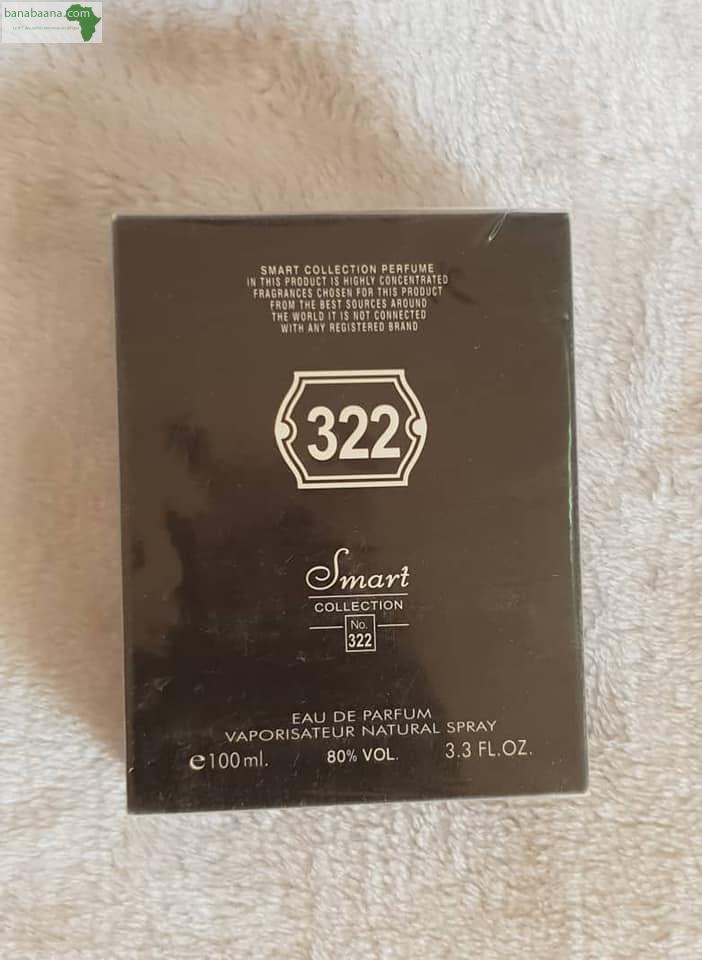 banabaana.com
SMART COLLECTION PERFUME
IN THIS PRODUCT IS HIGHLY CONCENTRATED
FRAGRANCES CHOSEN FOR THIS PRODUCT
FROM THE BEST SOURCES AROUND
THE WORLD IT IS NOT CONNECTED
WITH ANY REGISTERED BRAND
322
Smart
COLLECTION
No.
322
EAU DE PARFUM
VAPORISATEUR NATURAL SPRAY
e100ml. 80% VOL. 3.3 FL.OZ.